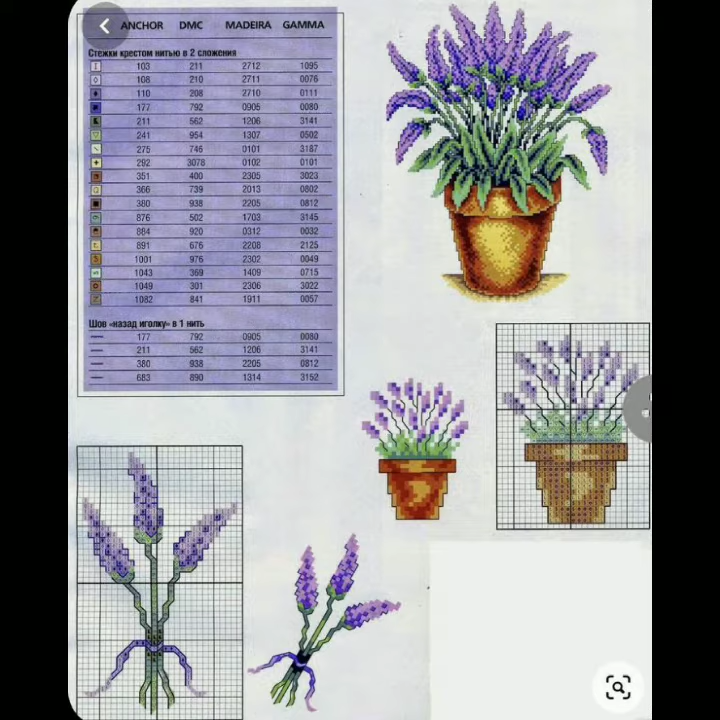 ANCHOR DMC MADEIRA GAMMA
Стежки крестом нитью в 2 сложения
103 211 2712 1095
108 210 2711 0076
110 208 2710 0111
177 792 0905 0080
211 562 1206 3141
241 954 1307 0502
275 746 0101 3187
292 3078 0102 0101
351 400 2305 3023
366 739 2013 0802
380 938 2205 0812
876 502 1703 3145
884 920 0312 0032
891 676 2208 2125
1001 976 2302 0049
1043 369 1409 0715
1049 301 2306 3022
1082 841 1911 0057
Шов «назад иголку» в 1 нить
177 792 0905 0080
211 562 1206 3141
380 938 2205 0812
683 890 1314 3152